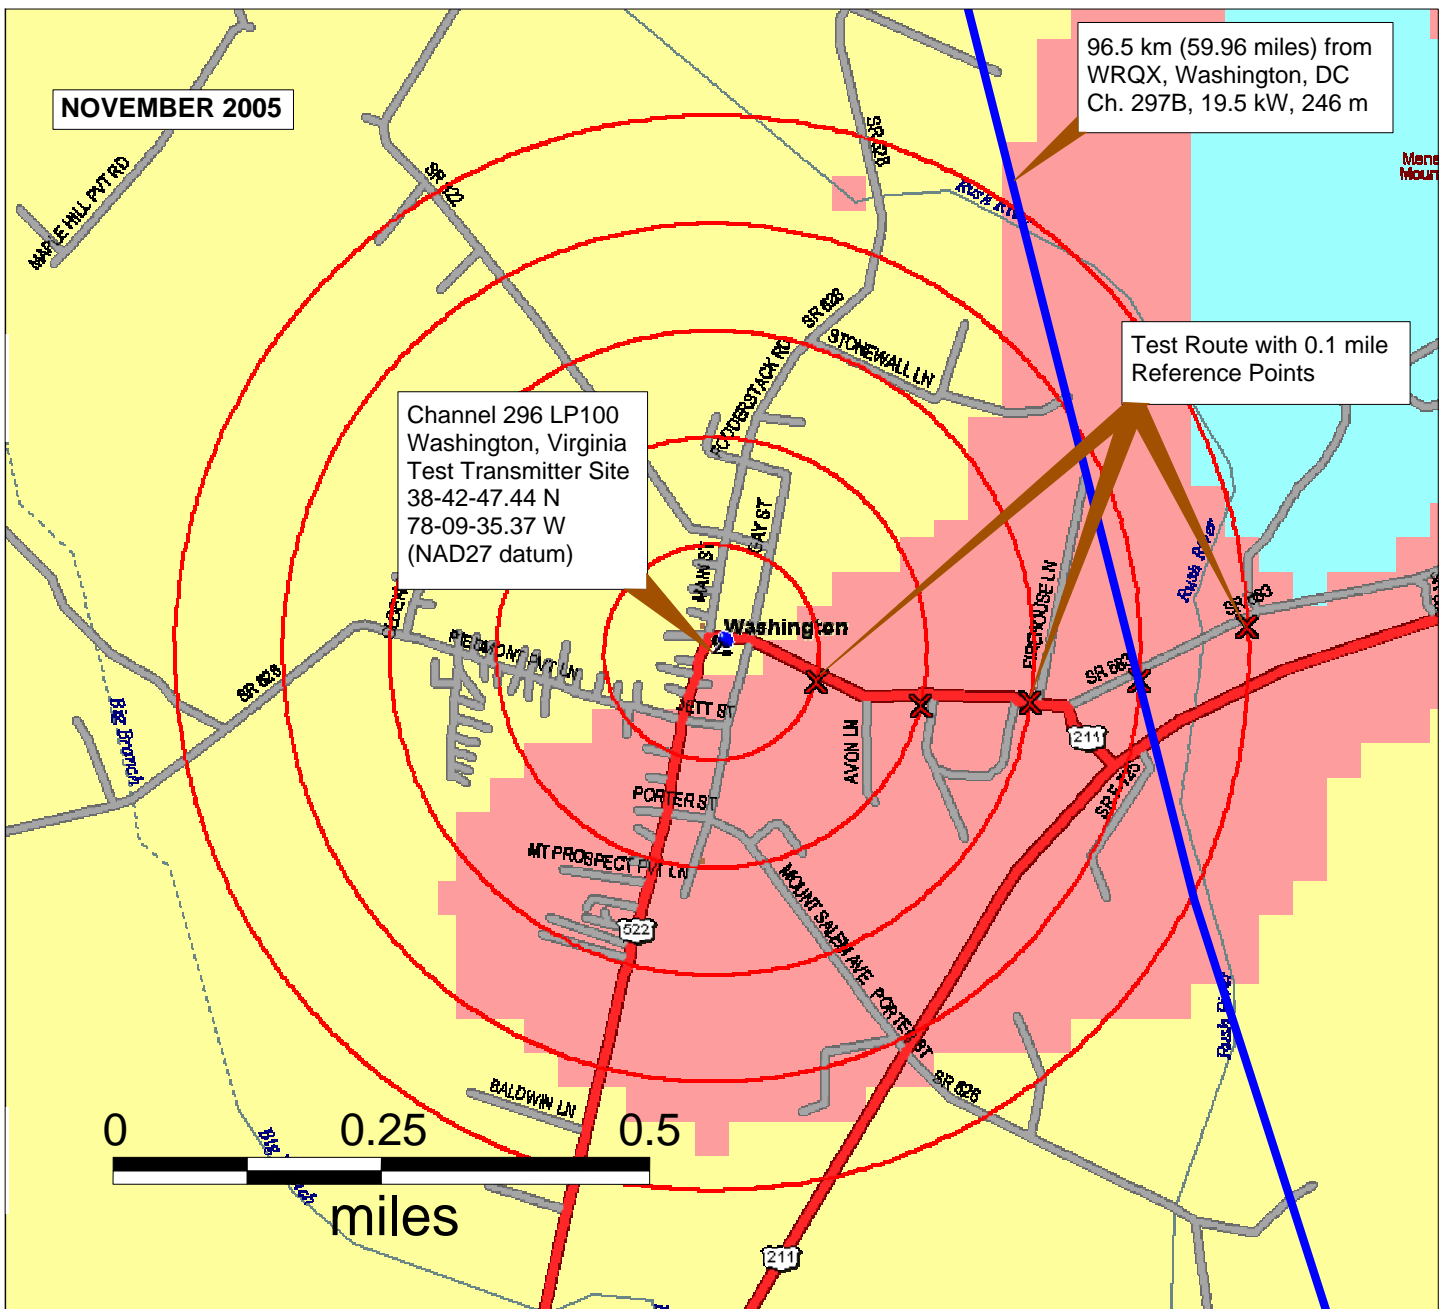 NOVEMBER 2005
96.5 km (59.96 miles) from
WRQX, Washington, DC
Ch. 297B, 19.5 kW, 246 m
MAPLE HILL PVT RD
SR 622
SR 628
Rush River
SR 628
STONEWALL LN
FODDERSTACK RD
Test Route with 0.1 mile
Reference Points
Channel 296 LP100
Washington, Virginia
Test Transmitter Site
38-42-47.44 N
78-09-35.37 W
(NAD27 datum)
GAY ST
MAIN ST
Washington
FIREHOUSE LN
Rush River
SR 683
SR 683
PIEDMONT PVT LN
SR 628
JETT ST
Big Branch
AVON LN
211
PORTER ST
MT PROSPECT PVT LN
522
MOUNT SALEM AVE
PORTER ST
Rush River
SR 626
BALDWIN LN
0 0.25 0.5
miles
211